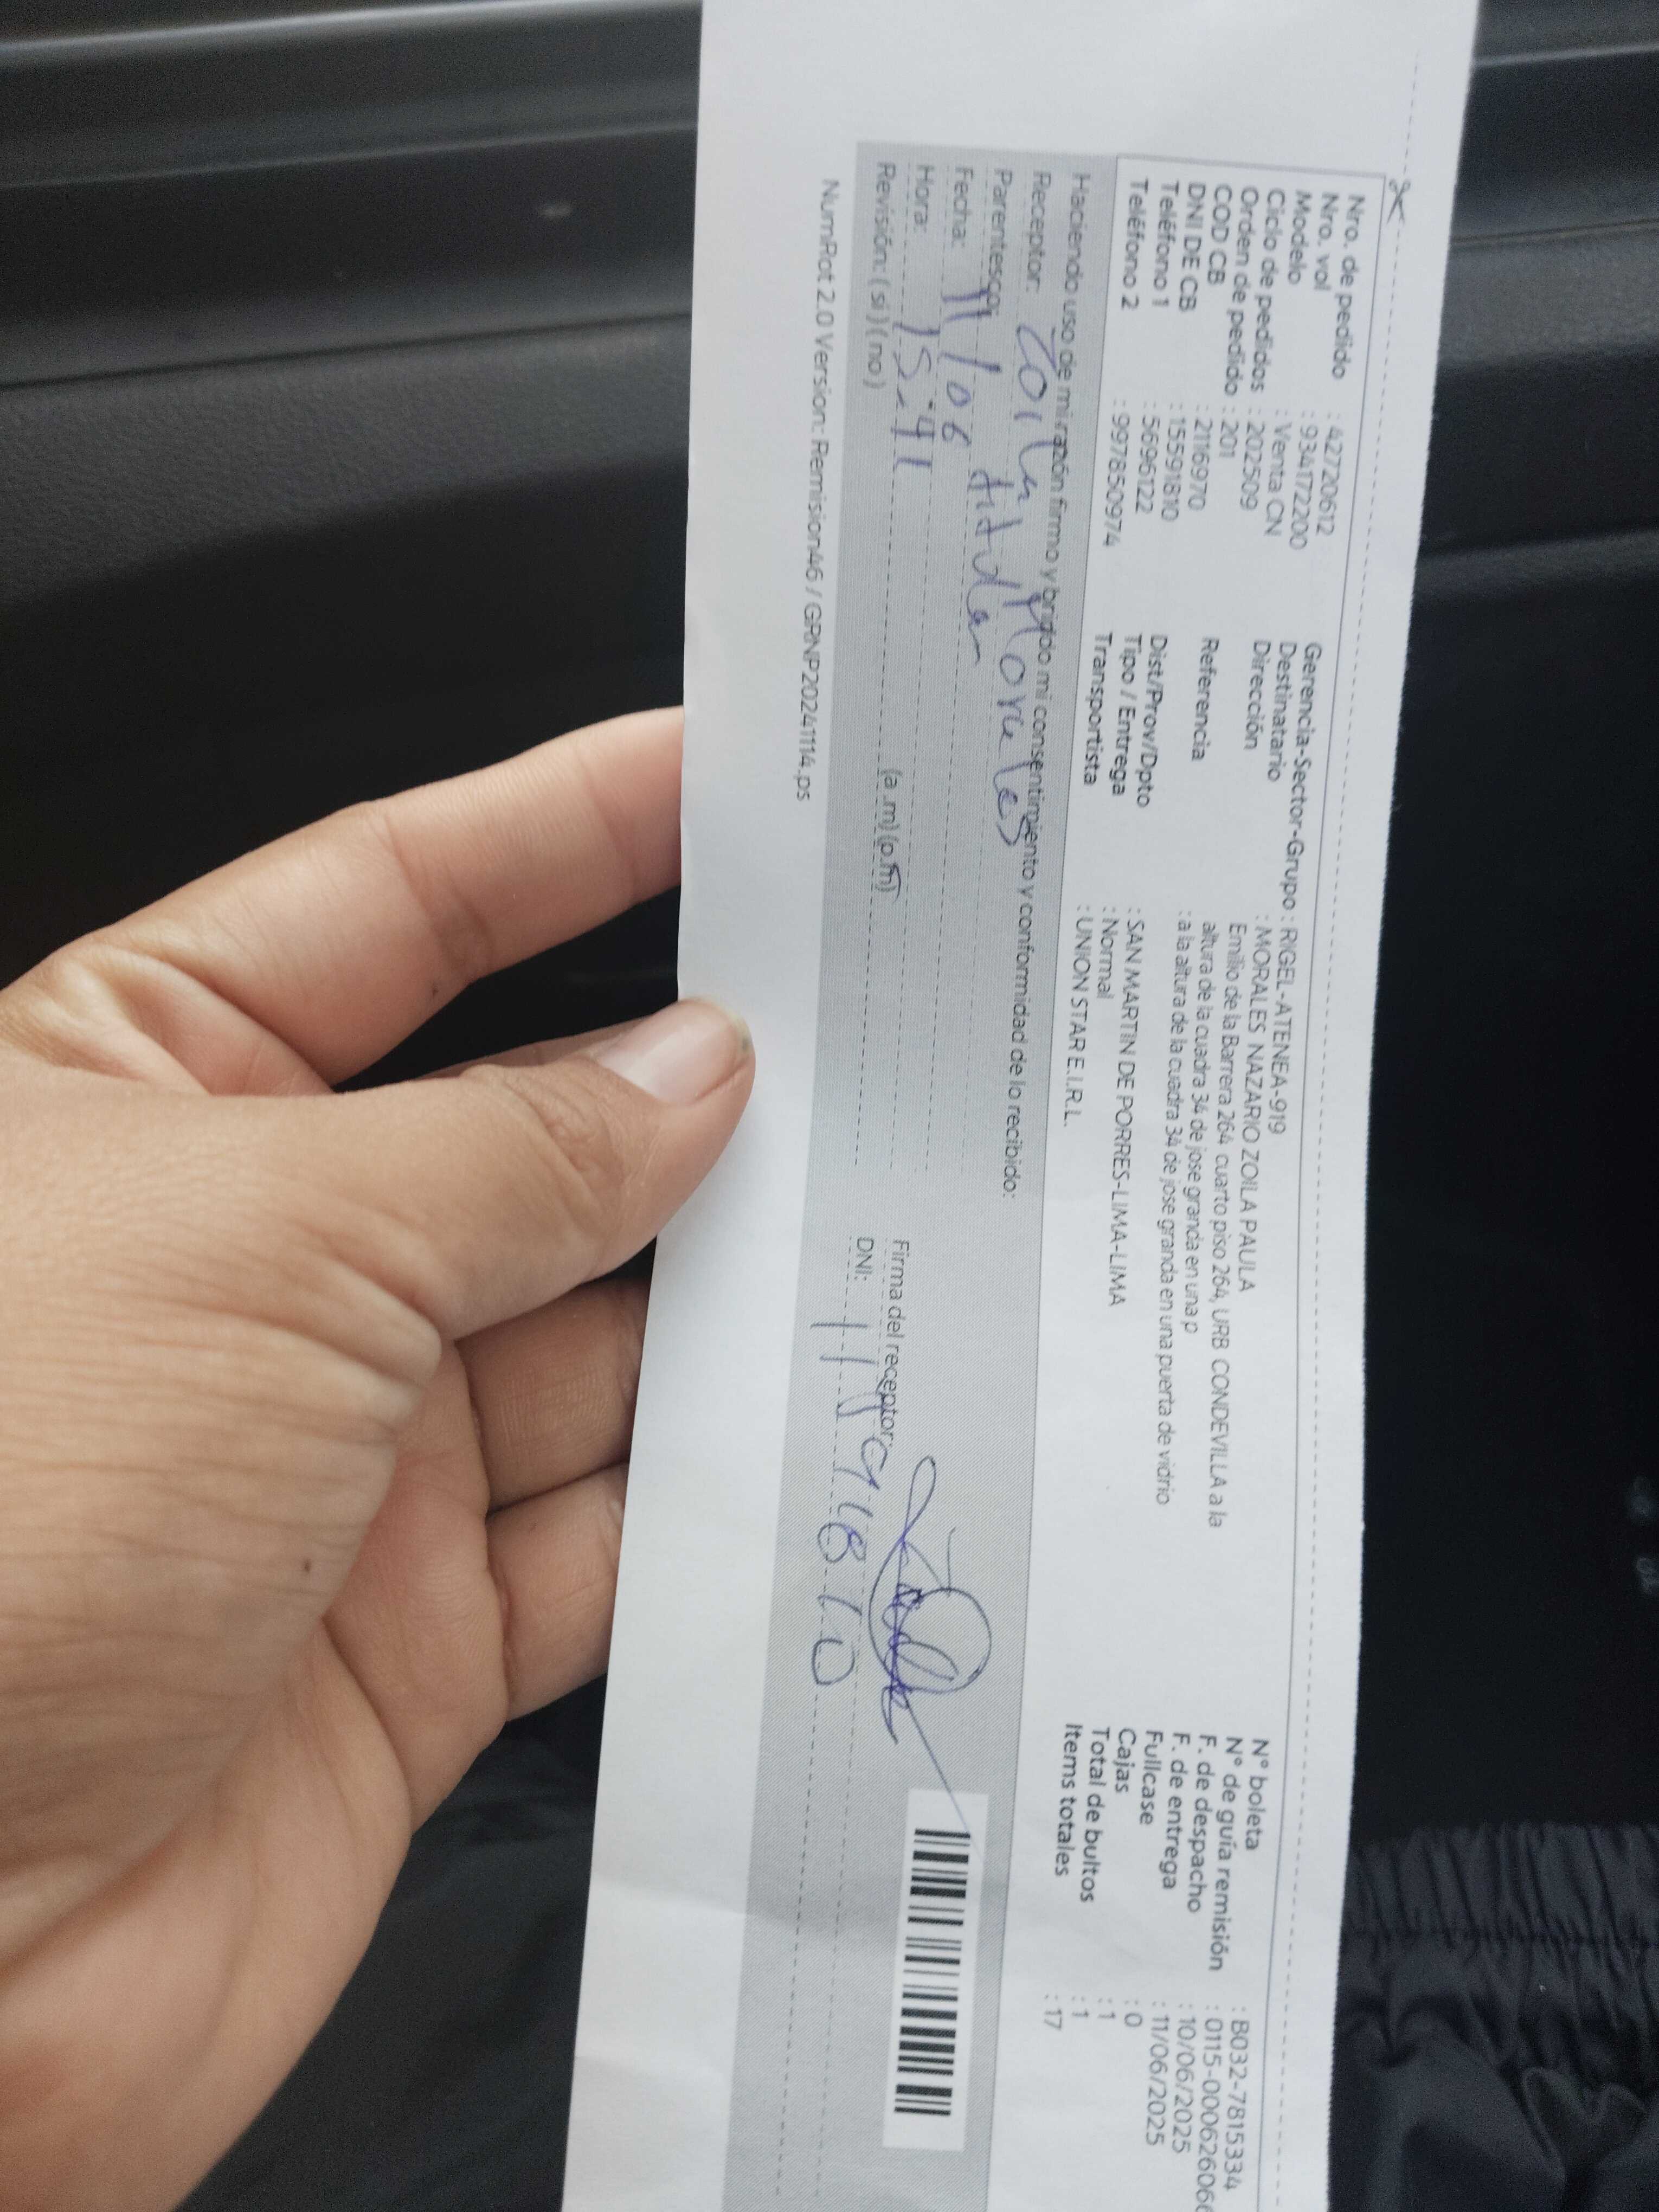 Nro. de pedido : 427720612
Nro. vol : 9341722OO
Modelo : Venta CN
Ciclo de pedidos : 202509
Orden de pedido : 201
COD CB : 2116970
DNI DE CB : 15591810
Teléfono 1 : 5696122
Teléfono 2 : 997850974
Gerencia-Sector-Grupo : RIGEL-ATENEA-919
Destinatario : MORALES NAZARIO ZOILA PAULA
Dirección Emilio de la Barrera 264 cuarto piso 264, URB CONDEVILLA a la
altura de la cuadra 34 de jose granda en una p
Referencia : a la altura de la cuadra 34 de jose granda en una puerta de vidrio
Dist/Prov/Dpto : SAN MARTIN DE PORRES-LIMA-LIMA
Tipo / Entrega : Normal
Transportista : UNION STAR E.I.R.L.
N° boleta : B032-7815334
N° de guía remisión : 0115-000626066
F. de despacho : 10/06/2025
F. de entrega : 11/06/2025
Fullcase : 0
Cajas : 1
Total de bultos : 1
Items totales : 17
Haciendo uso de mi razón firmo y brindo mi consentimiento y conformidad de lo recibido:
Receptor: Zoila Morales
Parentesco: titular
Fecha: 11/06
Hora: 15:41 (a.m) (p.m)
Revisión: ( si ) ( no )
Firma del receptor:
DNI: 15591810
NumRot 2.0 Version: Remision46 / GRNP20241114.ps